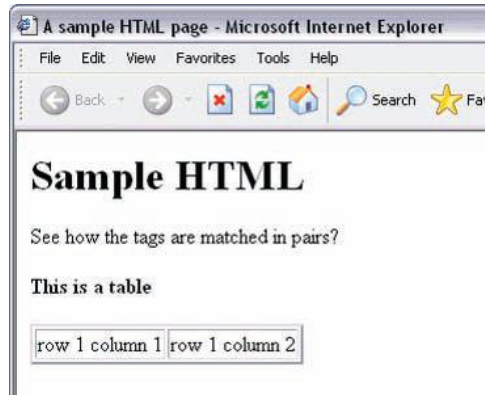 A sample HTML page - Microsoft Internet Explorer
File Edit View Favorites Tools Help
Back Search Fa
Sample HTML
See how the tags are matched in pairs?
This is a table
row 1 column 1 row 1 column 2